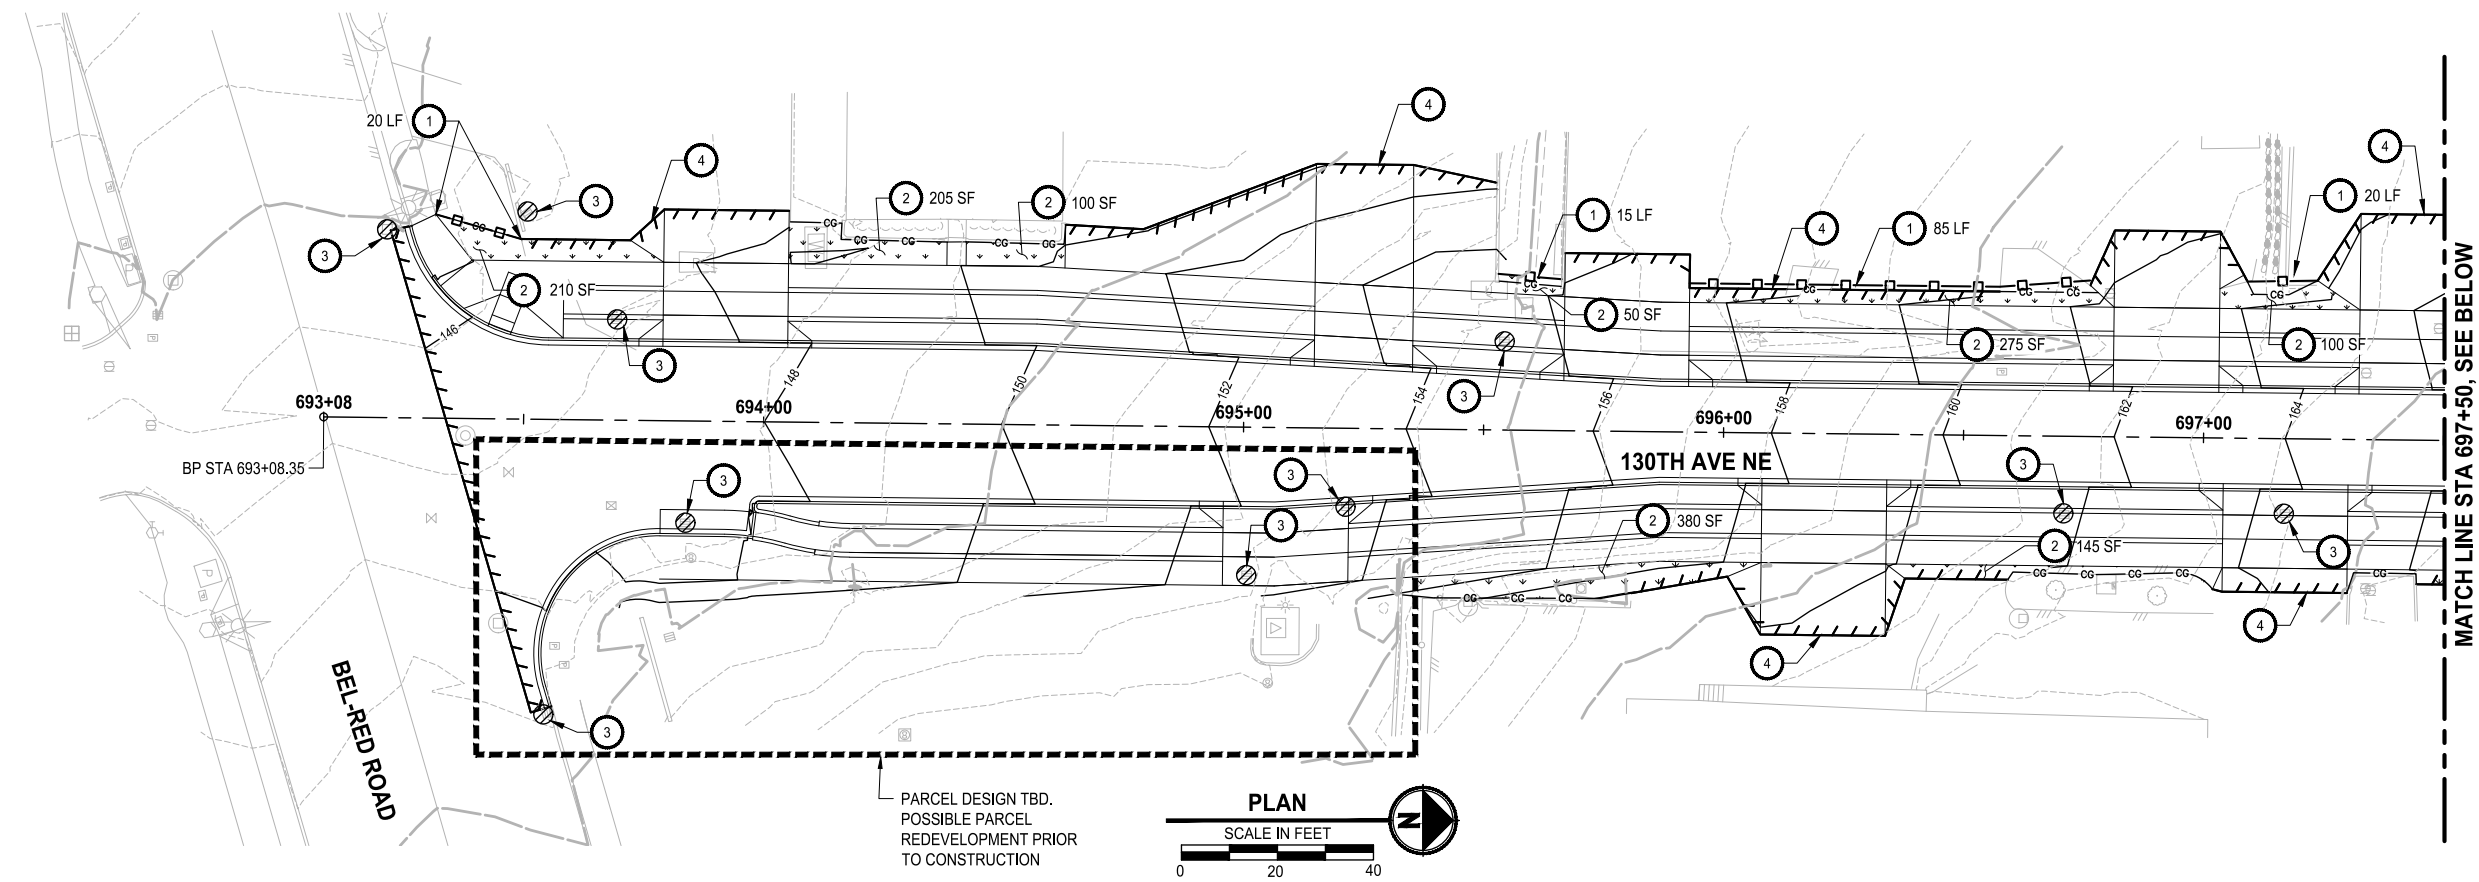 4
4
20 LF 1
4
3
2 205 SF
2 100 SF
1 20 LF
1 15 LF
4
1 85 LF
3
CG
CG
CG
CG
CG
CG
CG
CG
CG
CG
CG
CG
2 210 SF
2 50 SF
2 275 SF
2 100 SF
146
3
3
148
150
152
154
156
158
160
162
164
693+08
694+00
695+00
696+00
697+00
BP STA 693+08.35
130TH AVE NE
3
3
3
3
3
2 380 SF
2 145 SF
CG
CG
CG
CG
CG
CG
CG
CG
4
4
3
BEL-RED ROAD
MATCH LINE STA 697+50, SEE BELOW
PARCEL DESIGN TBD.
POSSIBLE PARCEL
REDEVELOPMENT PRIOR
TO CONSTRUCTION
PLAN
SCALE IN FEET
0 20 40
N